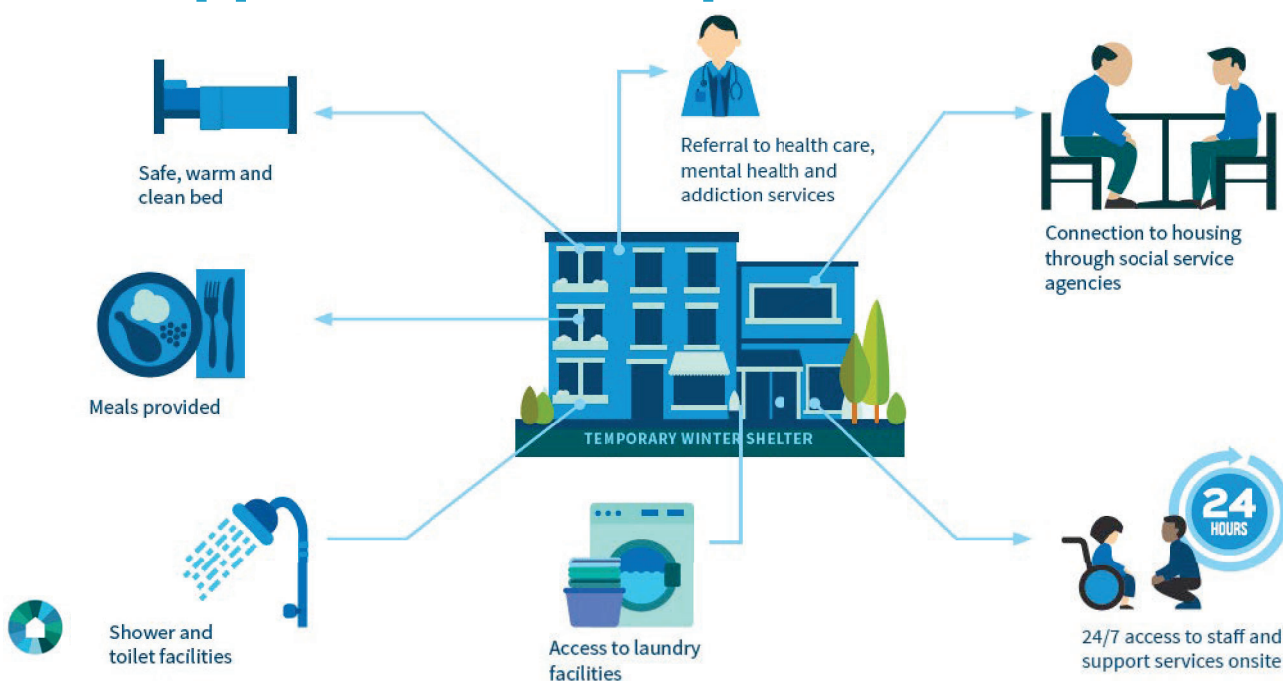 Referral to health care,
mental health and
addiction services
Safe, warm and
clean bed
Connection to housing
through social service
agencies
Meals provided
TEMPORARY WINTER SHELTER
24
HOURS
Shower and
toilet facilities
Access to laundry
facilities
24/7 access to staff and
support services onsite